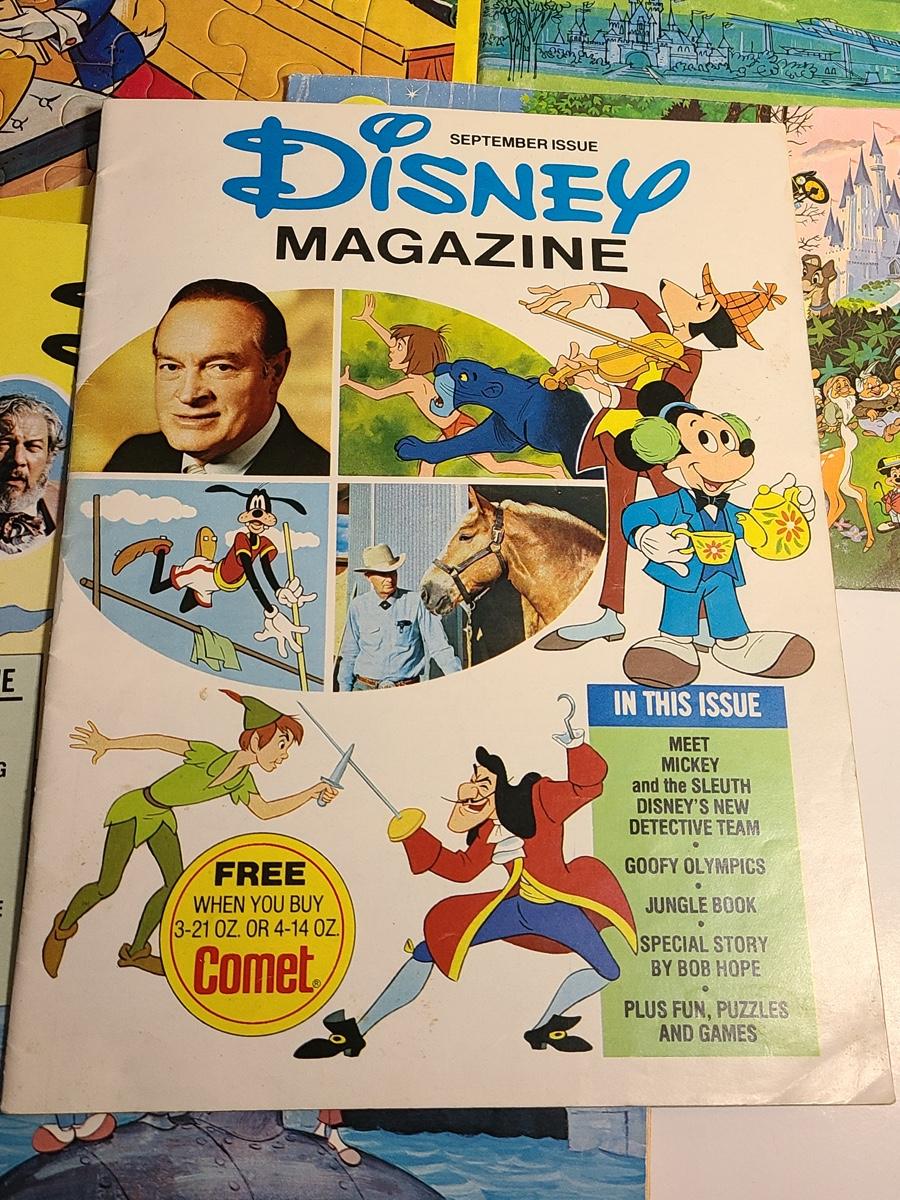 SEPTEMBER ISSUE
Disney
MAGAZINE
IN THIS ISSUE
MEET
MICKEY
and the SLEUTH
DISNEY'S NEW
DETECTIVE TEAM
•
GOOFY OLYMPICS
•
JUNGLE BOOK
•
SPECIAL STORY
BY BOB HOPE
•
PLUS FUN, PUZZLES
AND GAMES
FREE
WHEN YOU BUY
3-21 OZ. OR 4-14 OZ.
Comet®